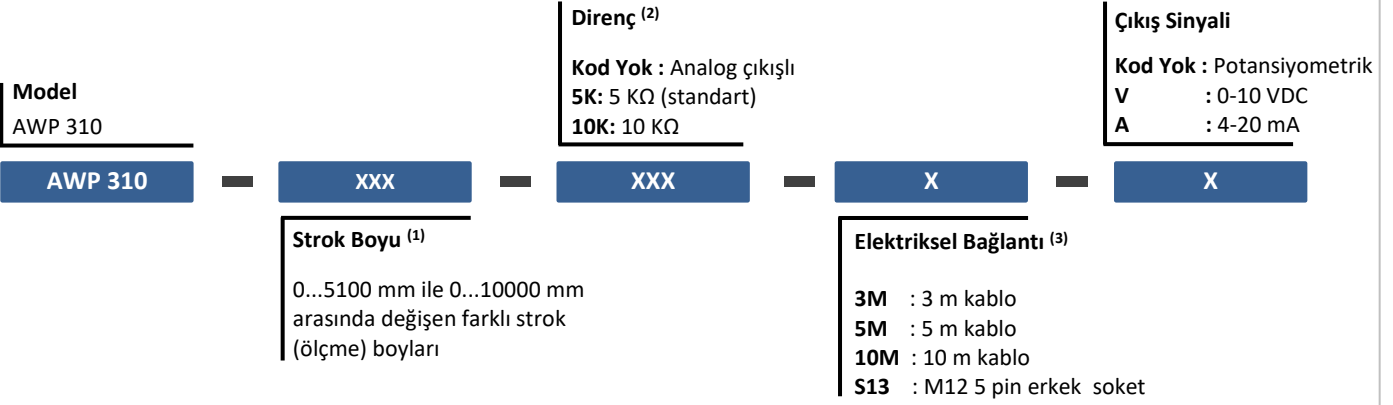 Direnç (2)
Kod Yok : Analog çıkışlı
5K: 5 KΩ (standart)
10K: 10 KΩ
Çıkış Sinyali
Kod Yok : Potansiyometrik
V : 0-10 VDC
A : 4-20 mA
Model
AWP 310
AWP 310 — XXX — XXX — X — X
Strok Boyu (1)
0...5100 mm ile 0...10000 mm
arasında değişen farklı strok
(ölçme) boyları
Elektriksel Bağlantı (3)
3M : 3 m kablo
5M : 5 m kablo
10M : 10 m kablo
S13 : M12 5 pin erkek soket